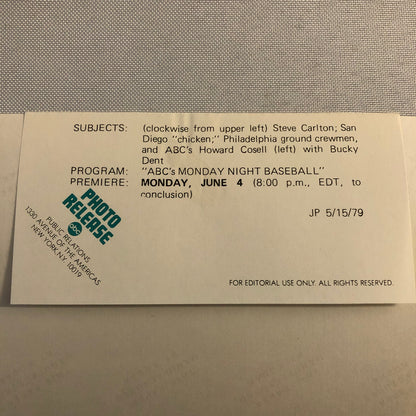 SUBJECTS: (clockwise from upper left) Steve Carlton; San
Diego "chicken;" Philadelphia ground crewmen,
and ABC's Howard Cosell (left) with Bucky
Dent
PROGRAM: "ABC's MONDAY NIGHT BASEBALL"
PREMIERE: MONDAY, JUNE 4 (8:00 p.m., EDT, to
conclusion)
JP 5/15/79
PHOTO
RELEASE
abc
PUBLIC RELATIONS
1330 AVENUE OF THE AMERICAS
NEW YORK N.Y. 10019
FOR EDITORIAL USE ONLY. ALL RIGHTS RESERVED.